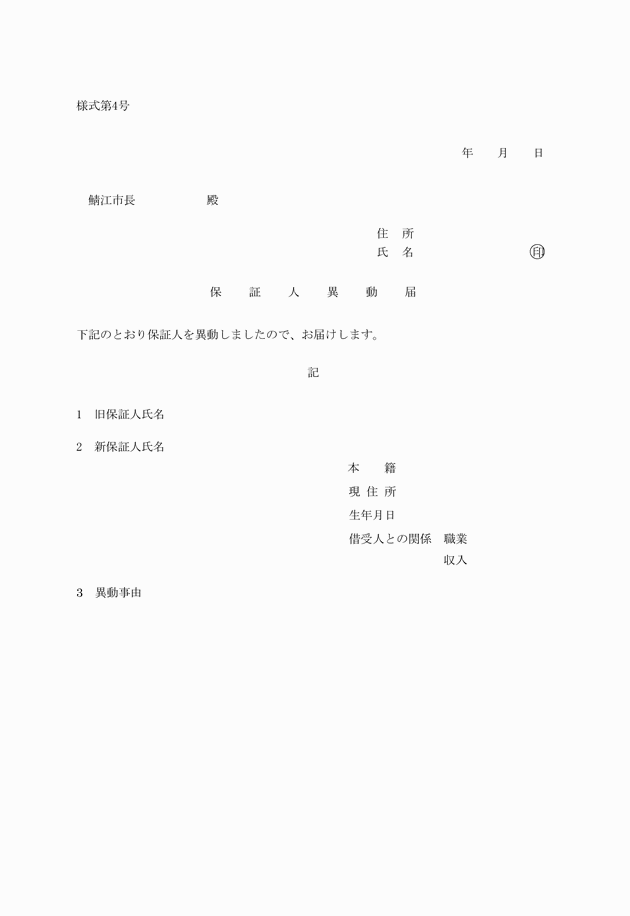 様式第4号
年　　月　　日
鯖江市長　　　　　　殿
住　所
氏　名　　　　　　　　　　㊞
保　証　人　異　動　届
下記のとおり保証人を異動しましたので、お届けします。
記
1　旧保証人氏名
2　新保証人氏名
本　　籍
現 住 所
生年月日
借受人との関係　職業
収入
3　異動事由